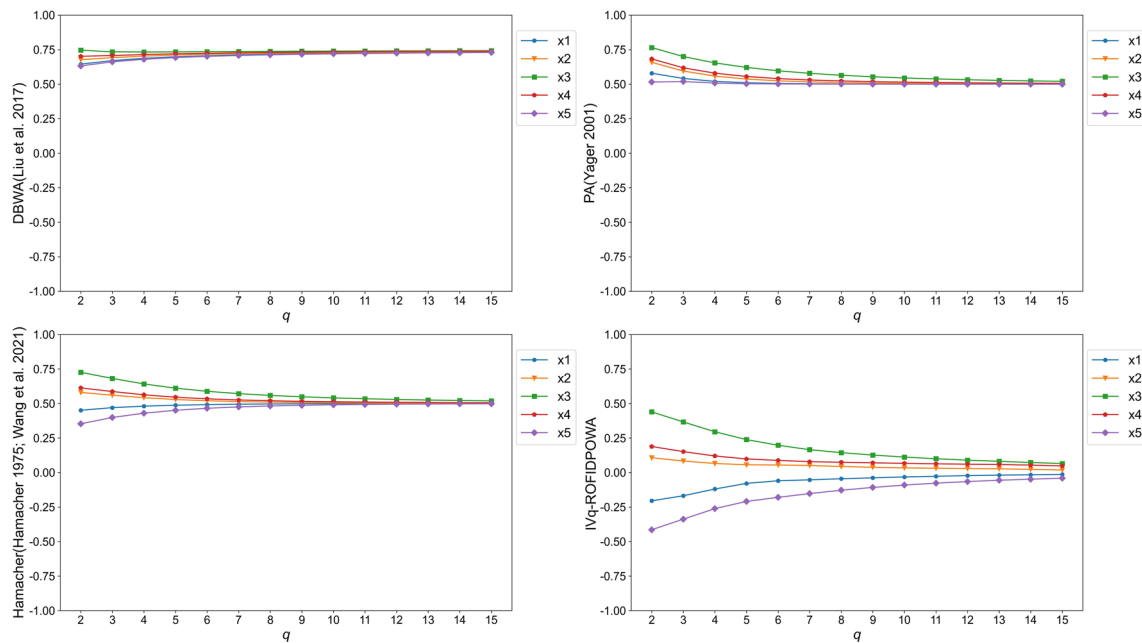 DBWA(Liu et al. 2017)
1.00
0.75
0.50
0.25
0.00
-0.25
-0.50
-0.75
-1.00
2 3 4 5 6 7 8 9 10 11 12 13 14 15
q
x1
x2
x3
x4
x5
PA(Yager 2001)
1.00
0.75
0.50
0.25
0.00
-0.25
-0.50
-0.75
-1.00
2 3 4 5 6 7 8 9 10 11 12 13 14 15
q
x1
x2
x3
x4
x5
Hamacher(Hamacher 1975; Wang et al. 2021)
1.00
0.75
0.50
0.25
0.00
-0.25
-0.50
-0.75
-1.00
2 3 4 5 6 7 8 9 10 11 12 13 14 15
q
x1
x2
x3
x4
x5
IVq-ROFIDPOWA
1.00
0.75
0.50
0.25
0.00
-0.25
-0.50
-0.75
-1.00
2 3 4 5 6 7 8 9 10 11 12 13 14 15
q
x1
x2
x3
x4
x5